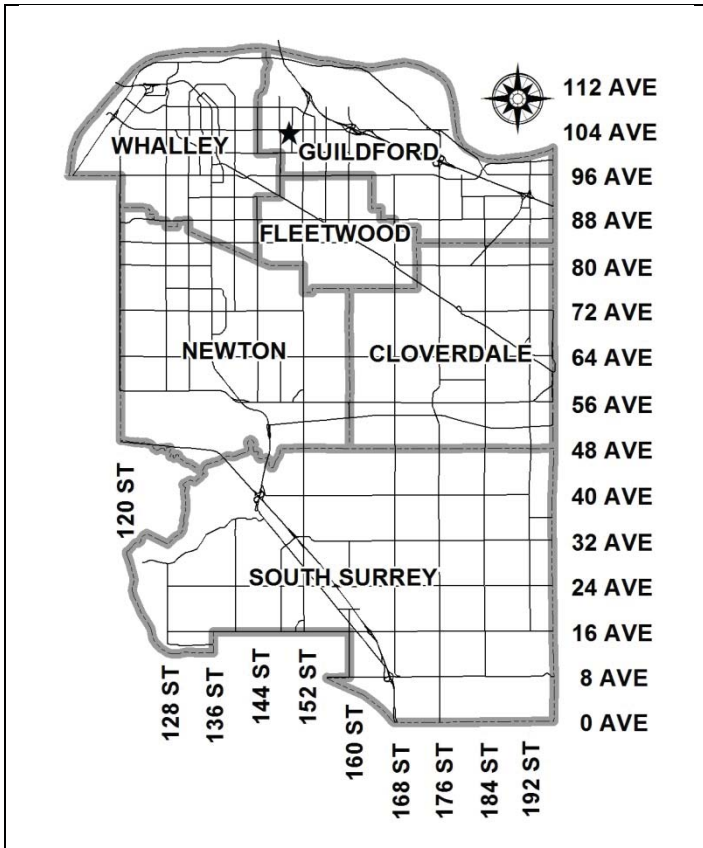 112 AVE
104 AVE
WHALLEY
GUILDFORD
96 AVE
88 AVE
FLEETWOOD
80 AVE
72 AVE
NEWTON
CLOVERDALE
64 AVE
56 AVE
48 AVE
120 ST
40 AVE
32 AVE
SOUTH SURREY
24 AVE
16 AVE
128 ST
136 ST
144 ST
152 ST
160 ST
8 AVE
0 AVE
168 ST
176 ST
184 ST
192 ST